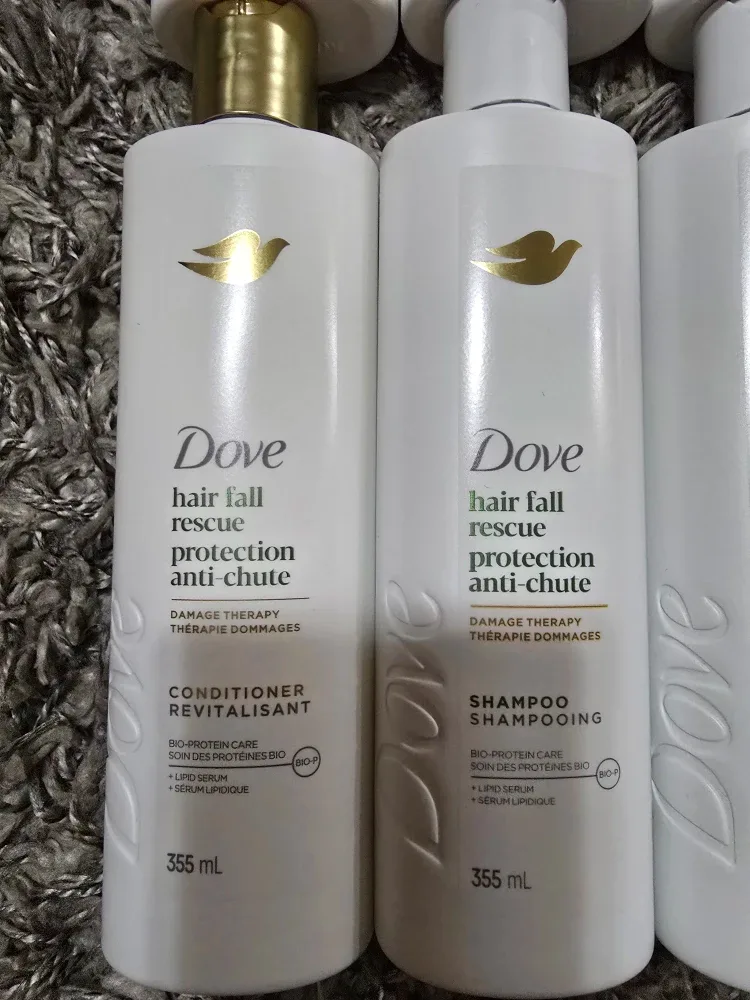 Dove
hair fall
rescue
protection
anti-chute
DAMAGE THERAPY
THÉRAPIE DOMMAGES
CONDITIONER
REVITALISANT
BIO-PROTEIN CARE
SOIN DES PROTÉINES BIO
BIO-P
+ LIPID SERUM
+ SÉRUM LIPIDIQUE
355 mL
Dove
Dove
hair fall
rescue
protection
anti-chute
DAMAGE THERAPY
THÉRAPIE DOMMAGES
SHAMPOO
SHAMPOOING
BIO-PROTEIN CARE
SOIN DES PROTÉINES BIO
BIO-P
+ LIPID SERUM
+ SÉRUM LIPIDIQUE
355 mL
Dove
Dove